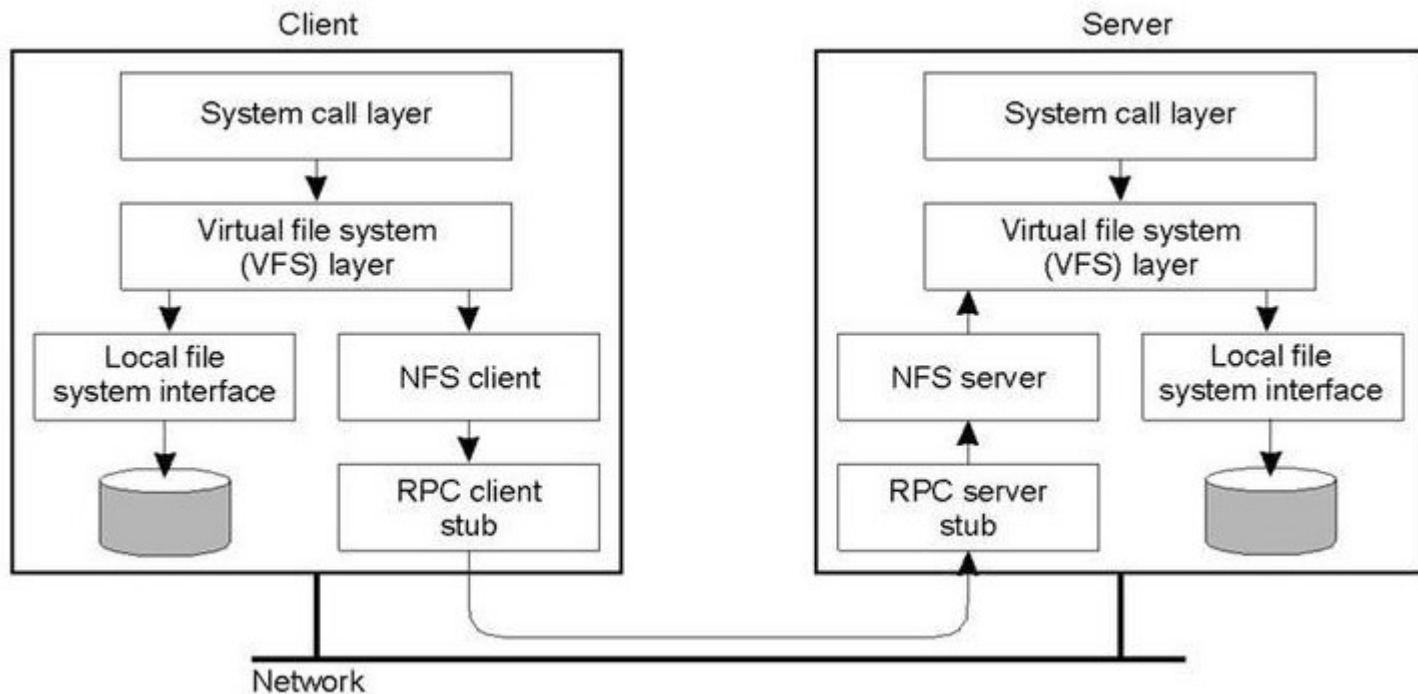 Client
System call layer
Virtual file system
(VFS) layer
Local file
system interface
NFS client
RPC client
stub
Server
System call layer
Virtual file system
(VFS) layer
NFS server
Local file
system interface
RPC server
stub
Network